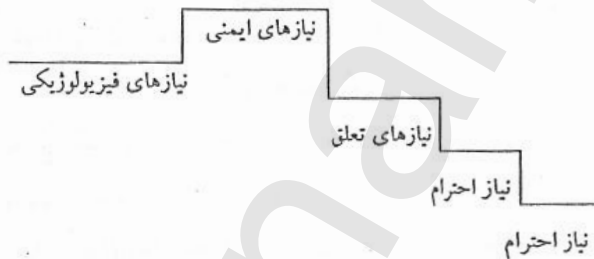 نیازهای ایمنی
نیازهای فیزیولوژیکی
نیازهای تعلق
نیاز احترام
نیاز احترام